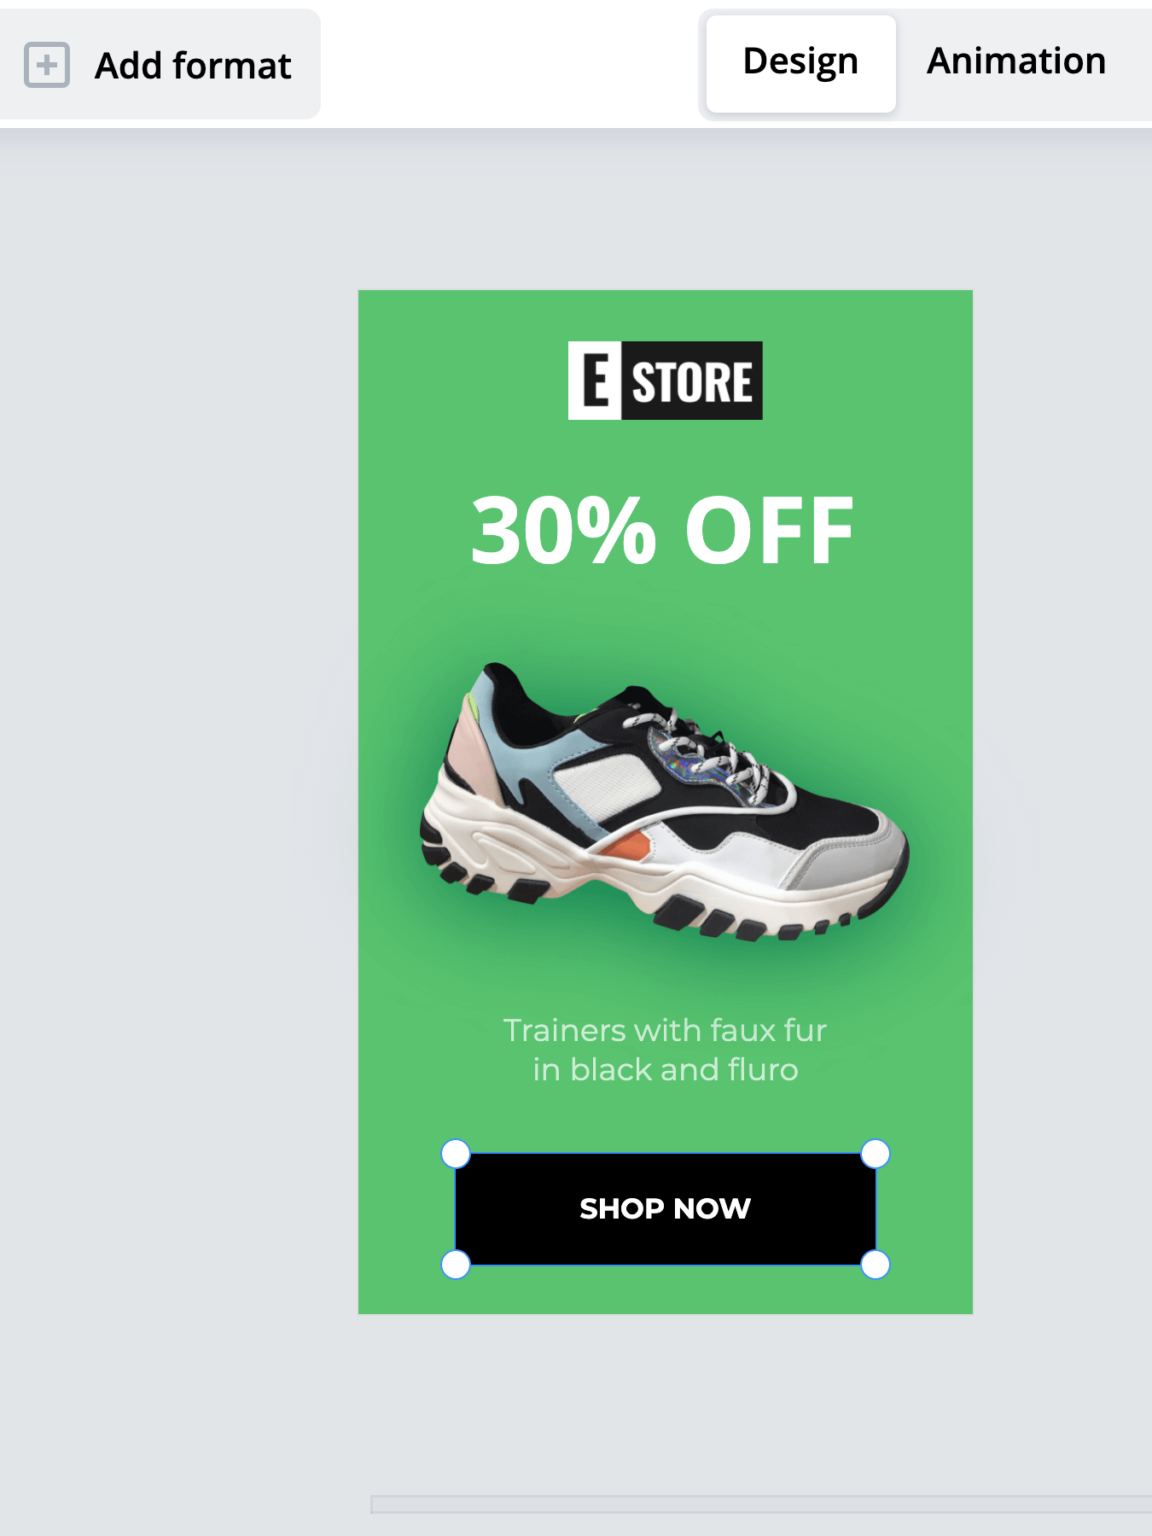 Add format
Design
Animation
E STORE
30% OFF
Trainers with faux fur
in black and fluro
SHOP NOW